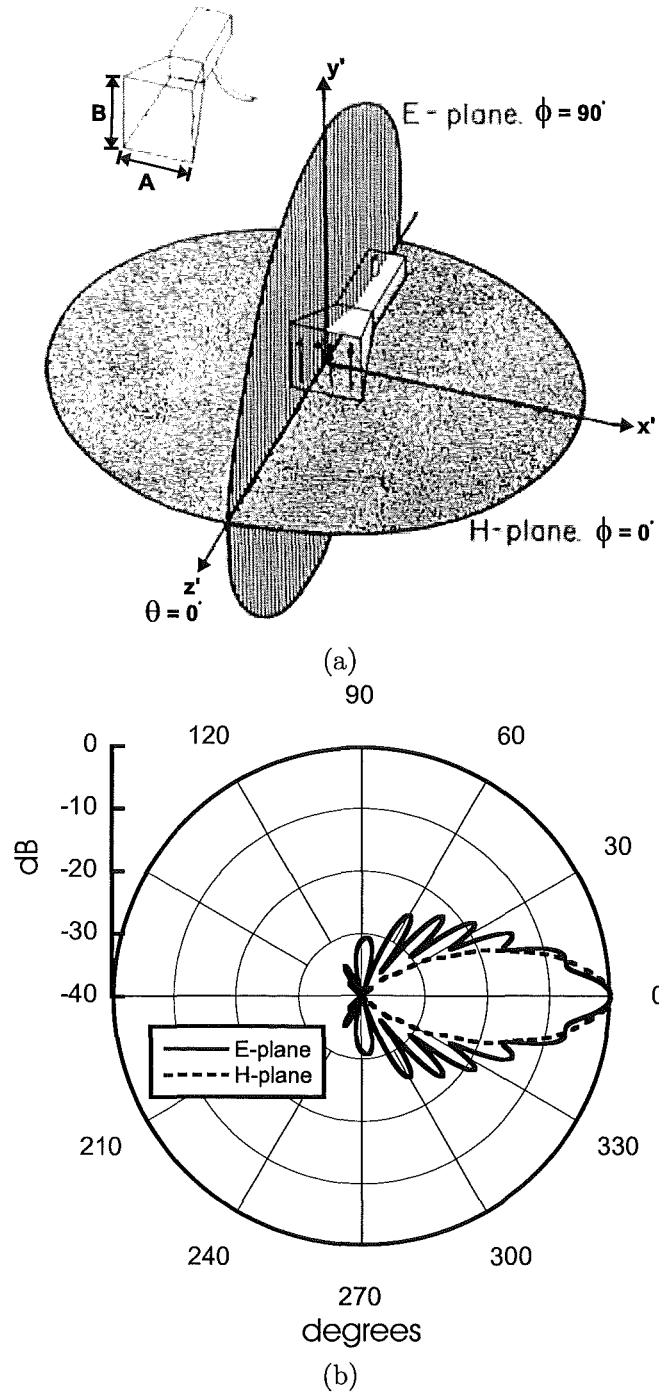 B
A
y'
E - plane. ϕ = 90°
x'
H-plane. ϕ = 0°
z'
θ = 0°
(a)
90
120
60
0
-10
30
-20
dB
-30
-40
0
E-plane
H-plane
210
330
240
300
270
degrees
(b)